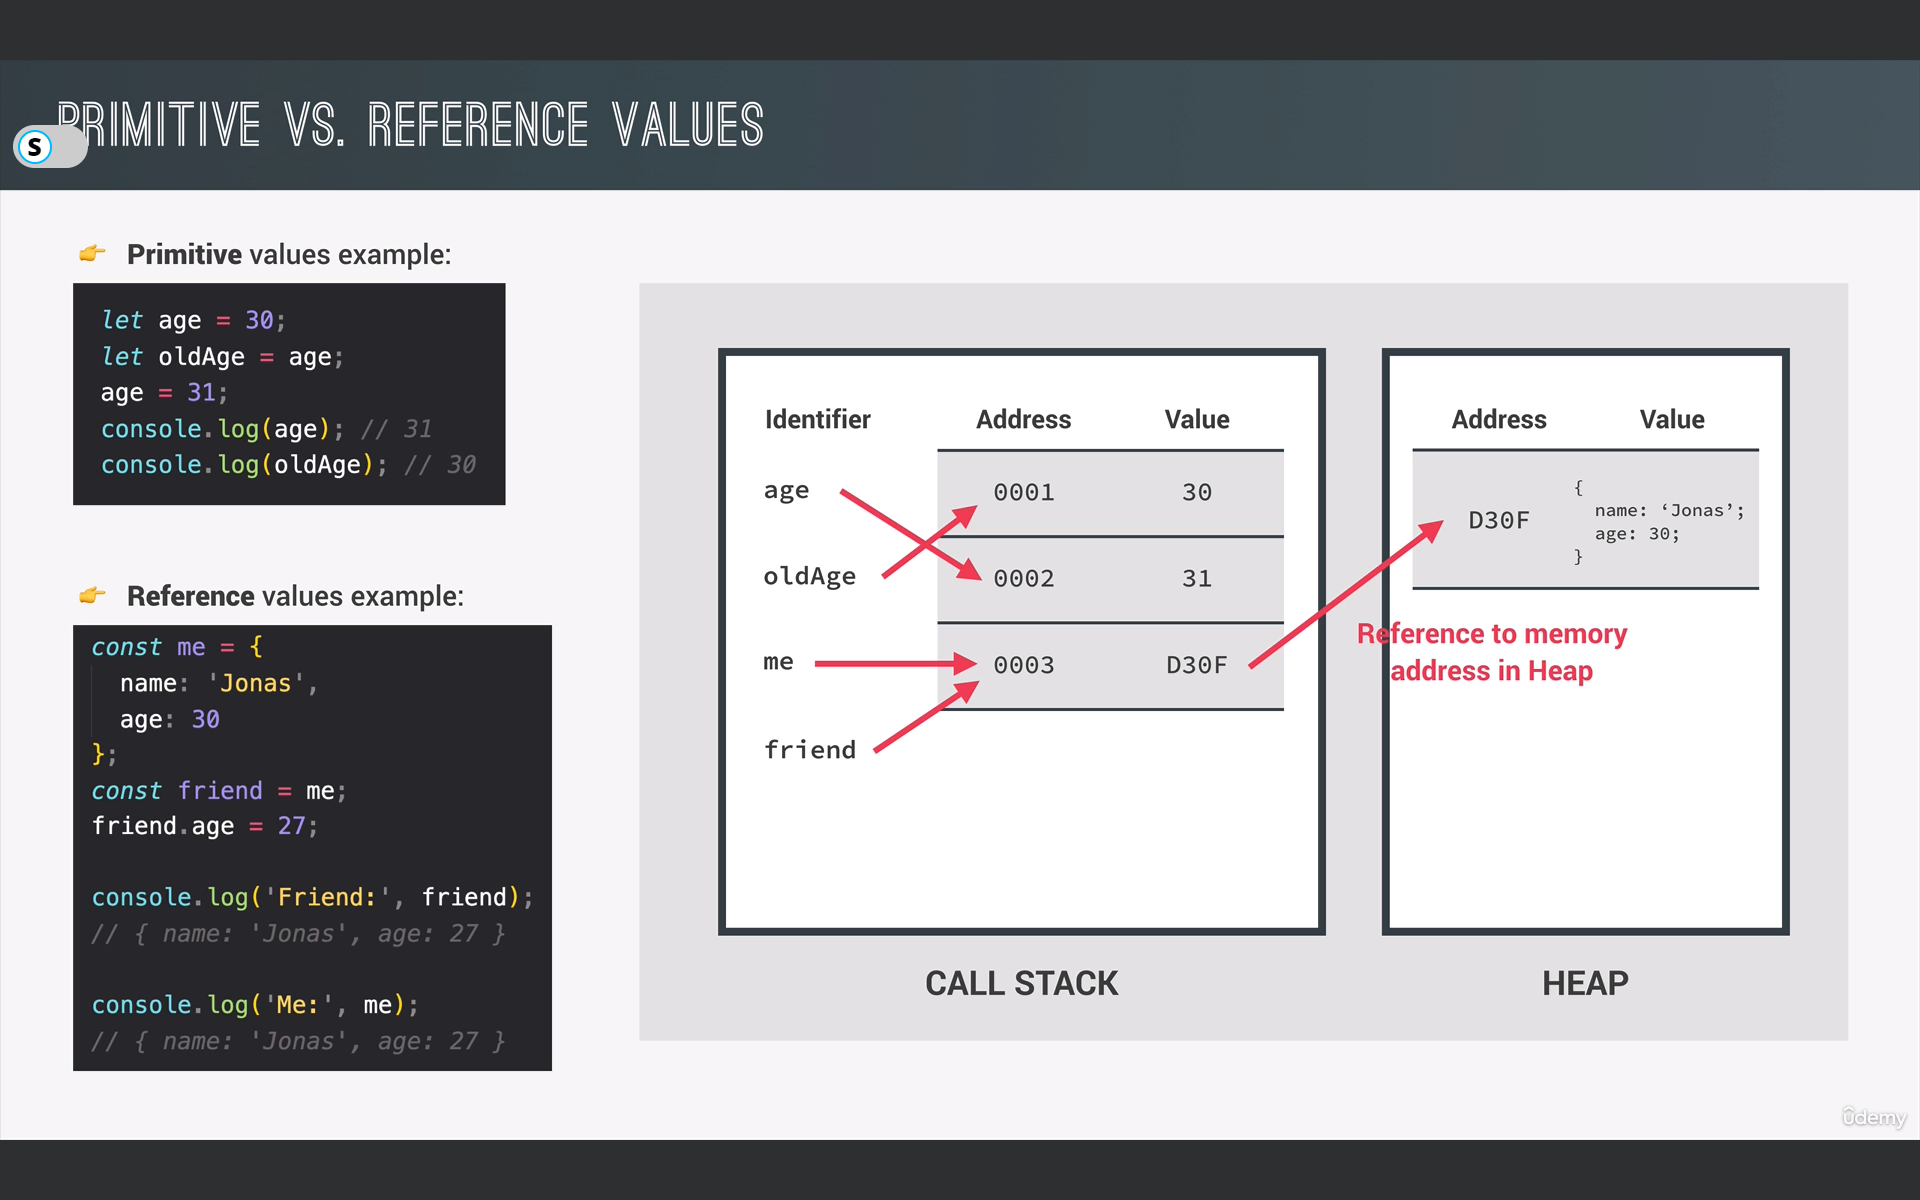 PRIMITIVE VS. REFERENCE VALUES
S
Primitive values example:
let age = 30;
let oldAge = age;
age = 31;
console.log(age); // 31
console.log(oldAge); // 30
Reference values example:
const me = {
name: 'Jonas',
age: 30
};
const friend = me;
friend.age = 27;
console.log('Friend:', friend);
// { name: 'Jonas', age: 27 }
console.log('Me:', me);
// { name: 'Jonas', age: 27 }
Identifier Address Value
age 0001 30
oldAge 0002 31
me 0003 D30F
friend
CALL STACK
Address Value
D30F
{
name: ‘Jonas’;
age: 30;
}
Reference to memory
address in Heap
HEAP
ûdemy